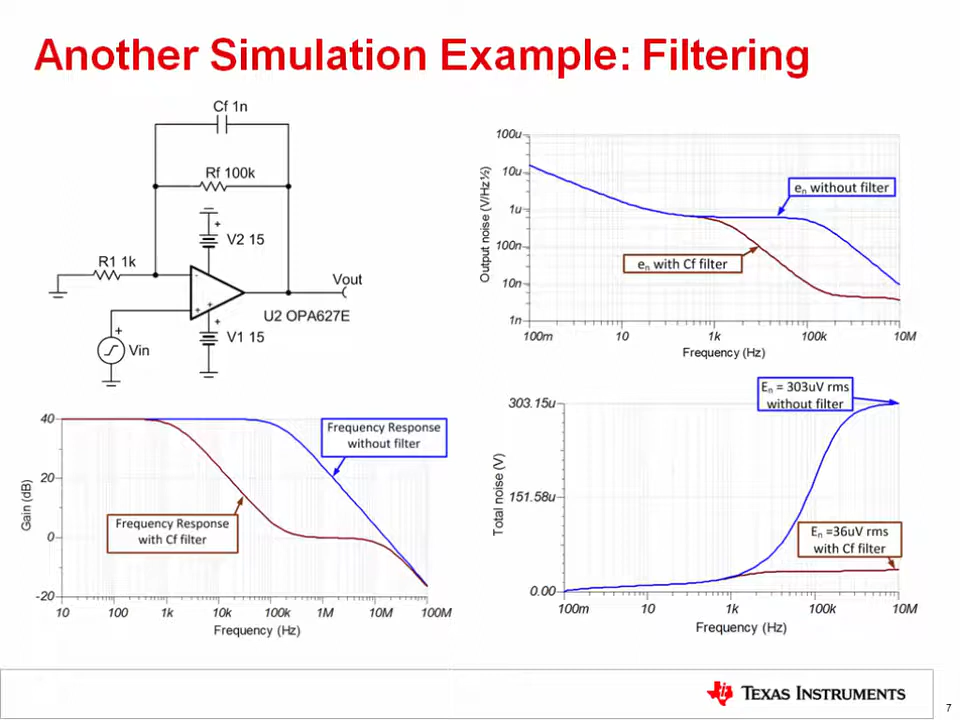 Another Simulation Example: Filtering
Cf 1n
Rf 100k
+
V2 15
R1 1k
-
+
+
Vout
U2 OPA627E
+
V1 15
+
Vin
Output noise (V/Hz½)
100u
10u
1u
100n
10n
1n
en without filter
en with Cf filter
100m 10 1k 100k 10M
Frequency (Hz)
Gain (dB)
40
20
0
-20
Frequency Response
without filter
Frequency Response
with Cf filter
10 100 1k 10k 100k 1M 10M 100M
Frequency (Hz)
Total noise (V)
303.15u
151.58u
0.00
En = 303uV rms
without filter
En =36uV rms
with Cf filter
100m 10 1k 100k 10M
Frequency (Hz)
TEXAS INSTRUMENTS
7